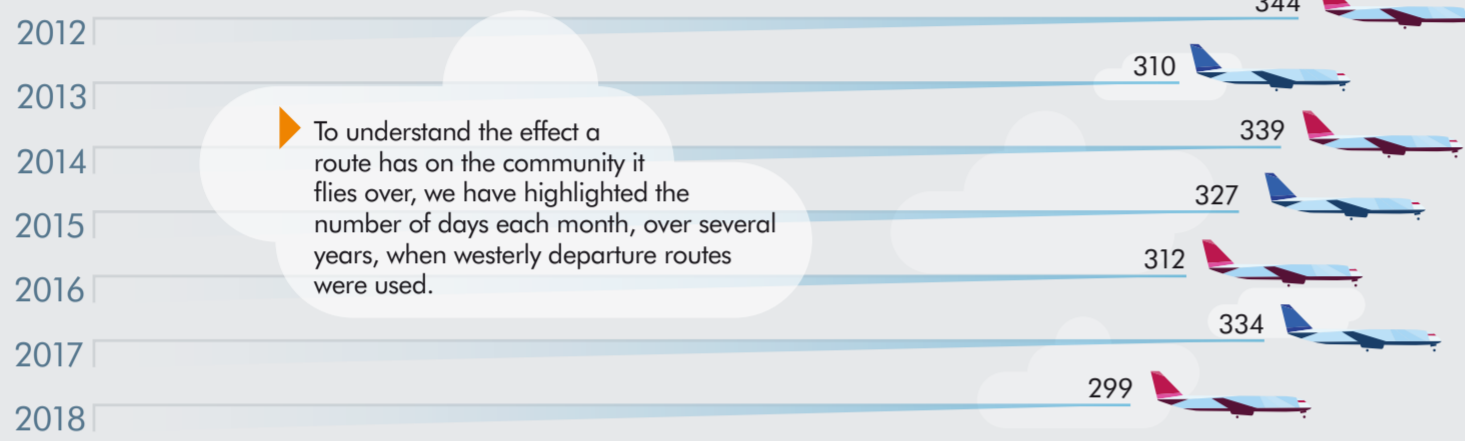 344
2012
310
2013
To understand the effect a
route has on the community it
flies over, we have highlighted the
number of days each month, over several
years, when westerly departure routes
were used.
339
2014
327
2015
312
2016
334
2017
299
2018